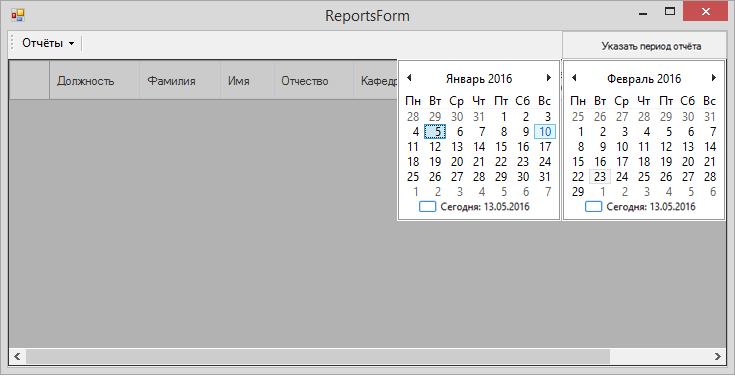 ReportsForm
Отчёты
Указать период отчёта
Должность Фамилия Имя Отчество Кафедр
Январь 2016
Пн Вт Ср Чт Пт Сб Вс
28 29 30 31 1 2 3
4 5 6 7 8 9 10
11 12 13 14 15 16 17
18 19 20 21 22 23 24
25 26 27 28 29 30 31
1 2 3 4 5 6 7
Сегодня: 13.05.2016
Февраль 2016
Пн Вт Ср Чт Пт Сб Вс
25 26 27 28 29 30 31
1 2 3 4 5 6 7
8 9 10 11 12 13 14
15 16 17 18 19 20 21
22 23 24 25 26 27 28
29 1 2 3 4 5 6
Сегодня: 13.05.2016